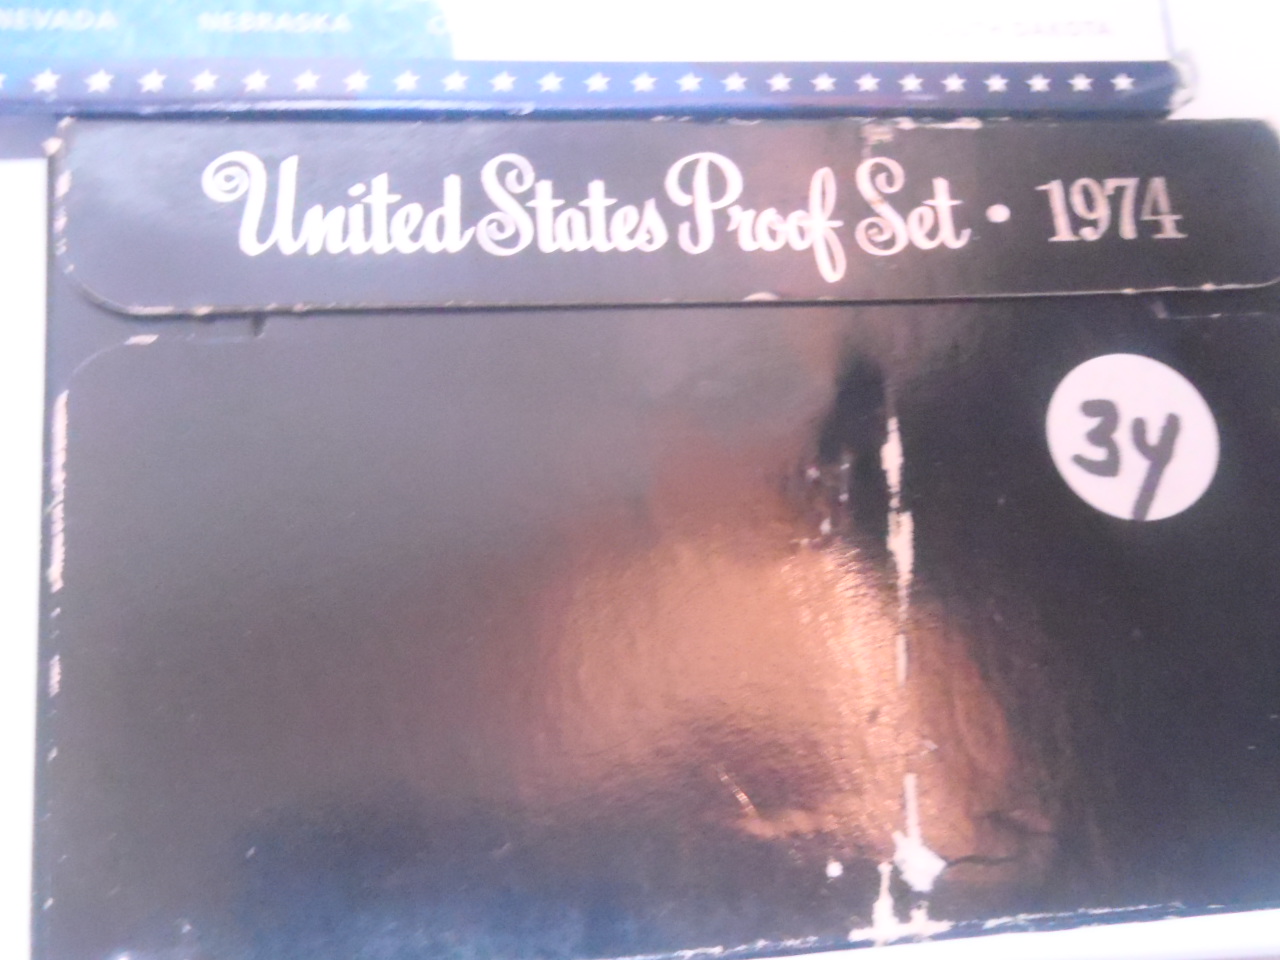 NEVADA NEBRASKA
United States Proof Set • 1974
34